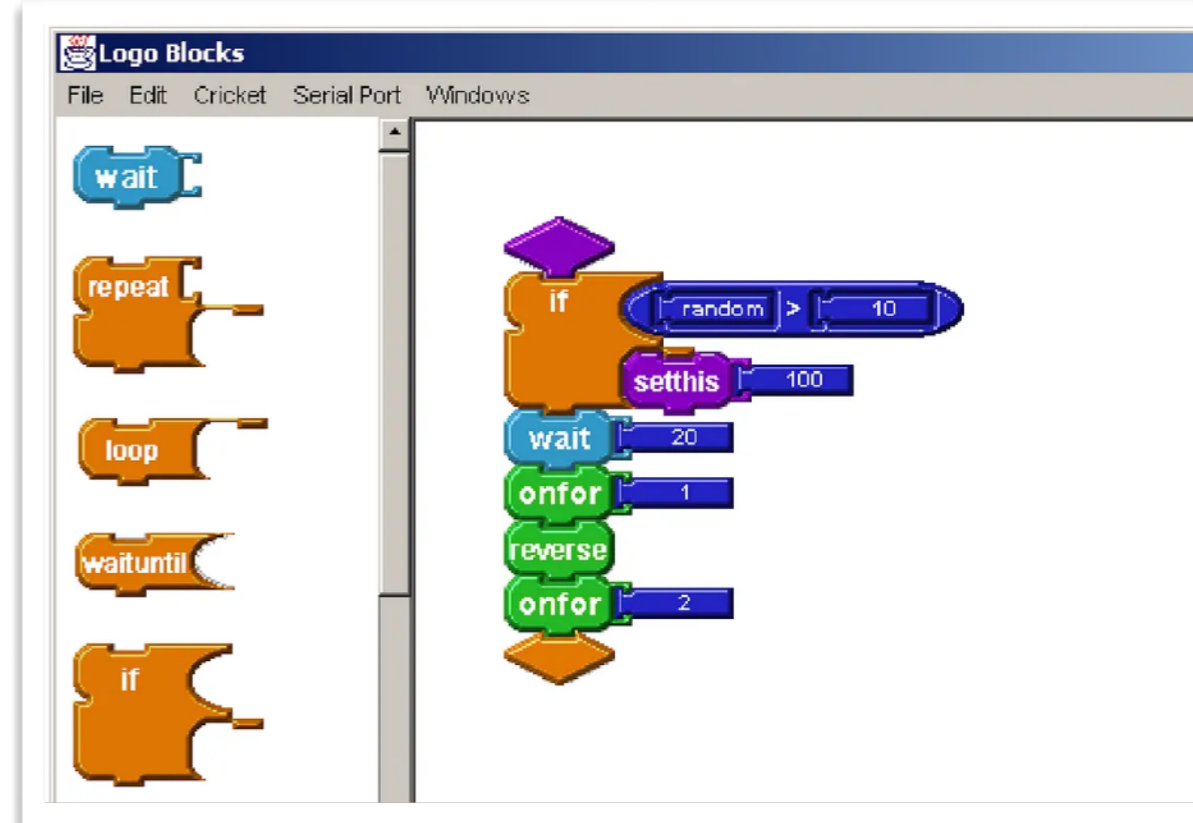 Logo Blocks
File Edit Cricket Serial Port Windows
wait
repeat
loop
waituntil
if
if random > 10
setthis 100
wait 20
onfor 1
reverse
onfor 2